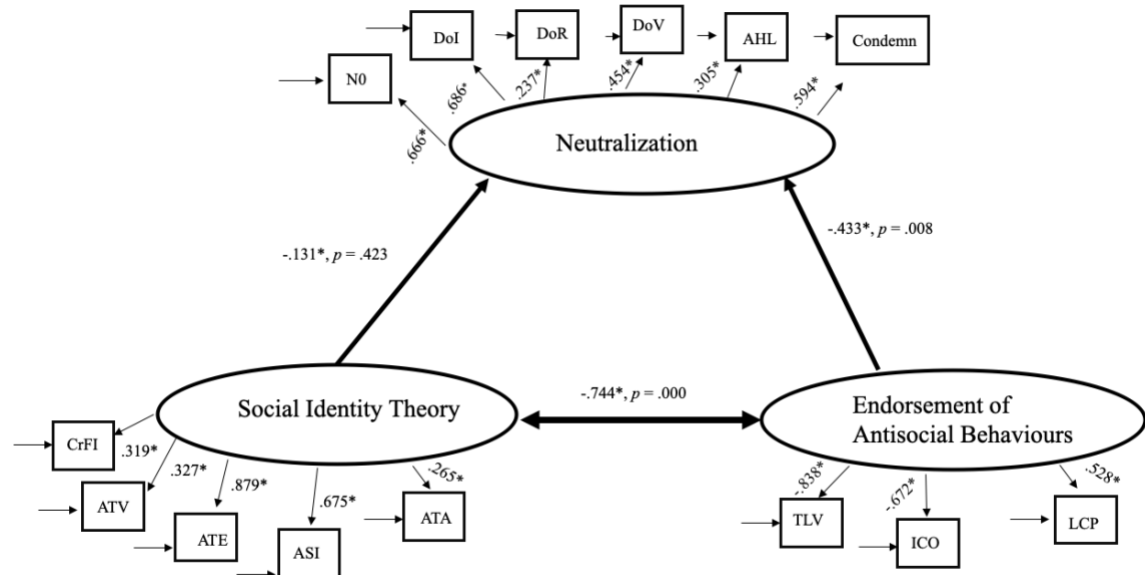 DoI
DoR
DoV
AHL
Condemn
N0
.666*
.686*
.237*
.454*
.305*
.594*
Neutralization
-.131*, p = .423
-.433*, p = .008
-.744*, p = .000
Social Identity Theory
Endorsement of
Antisocial Behaviours
CrFI
.319*
.327*
.879*
.675*
.265*
ATV
ATE
ASI
ATA
-.838*
-.672*
.528*
TLV
ICO
LCP